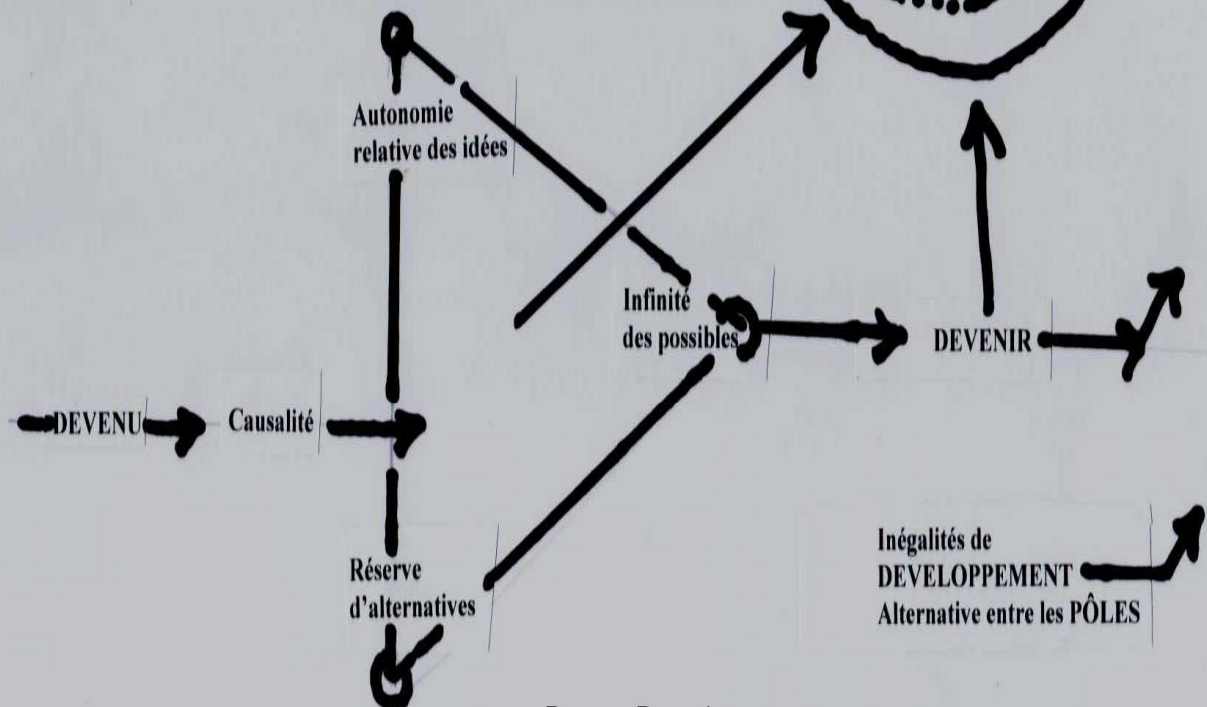 Autonomie
relative des idées
Infinité
des possibles
DEVENIR
DEVENU
Causalité
Réserve
d'alternatives
Inégalités de
DEVELOPPEMENT
Alternative entre les PÔLES